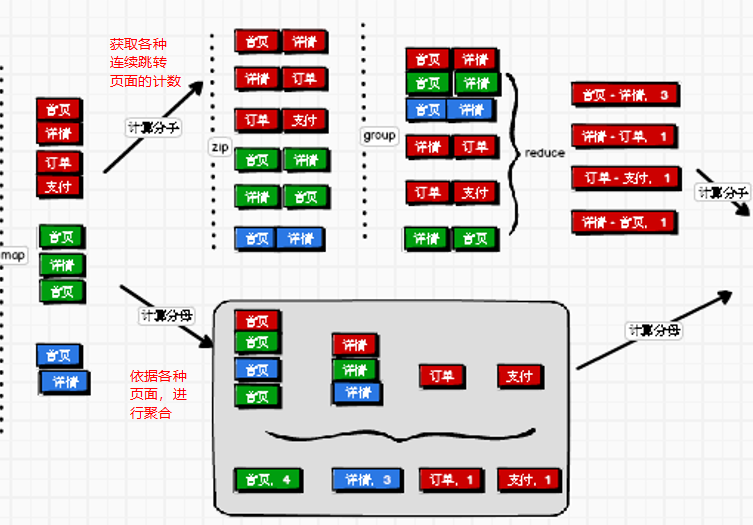 获取各种
连续跳转
页面的计数
计算分子
map
首页
详情
订单
支付
首页
详情
首页
首页
详情
计算分母
依据各种
页面，进
行聚合
zip
首页 详情
详情 订单
订单 支付
首页 详情
详情 首页
首页 详情
group
首页 详情
首页 详情
首页 详情
详情 订单
订单 支付
详情 首页
reduce
首页 - 详情, 3
详情 - 订单, 1
订单 - 支付, 1
详情 - 首页, 1
计算分子
首页
首页
首页
首页
详情
详情
详情
订单
支付
首页, 4
详情, 3
订单, 1
支付, 1
计算分母